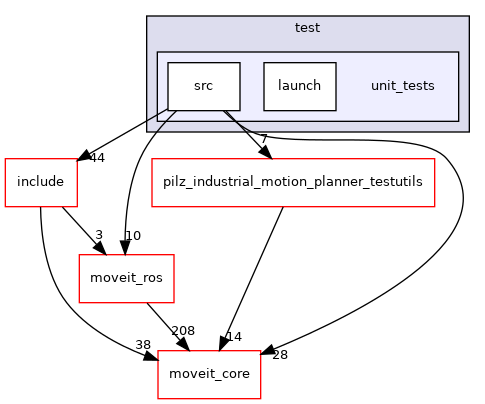 test
src
launch
unit_tests
7
44
include
pilz_industrial_motion_planner_testutils
3
10
moveit_ros
208
14
38
28
moveit_core